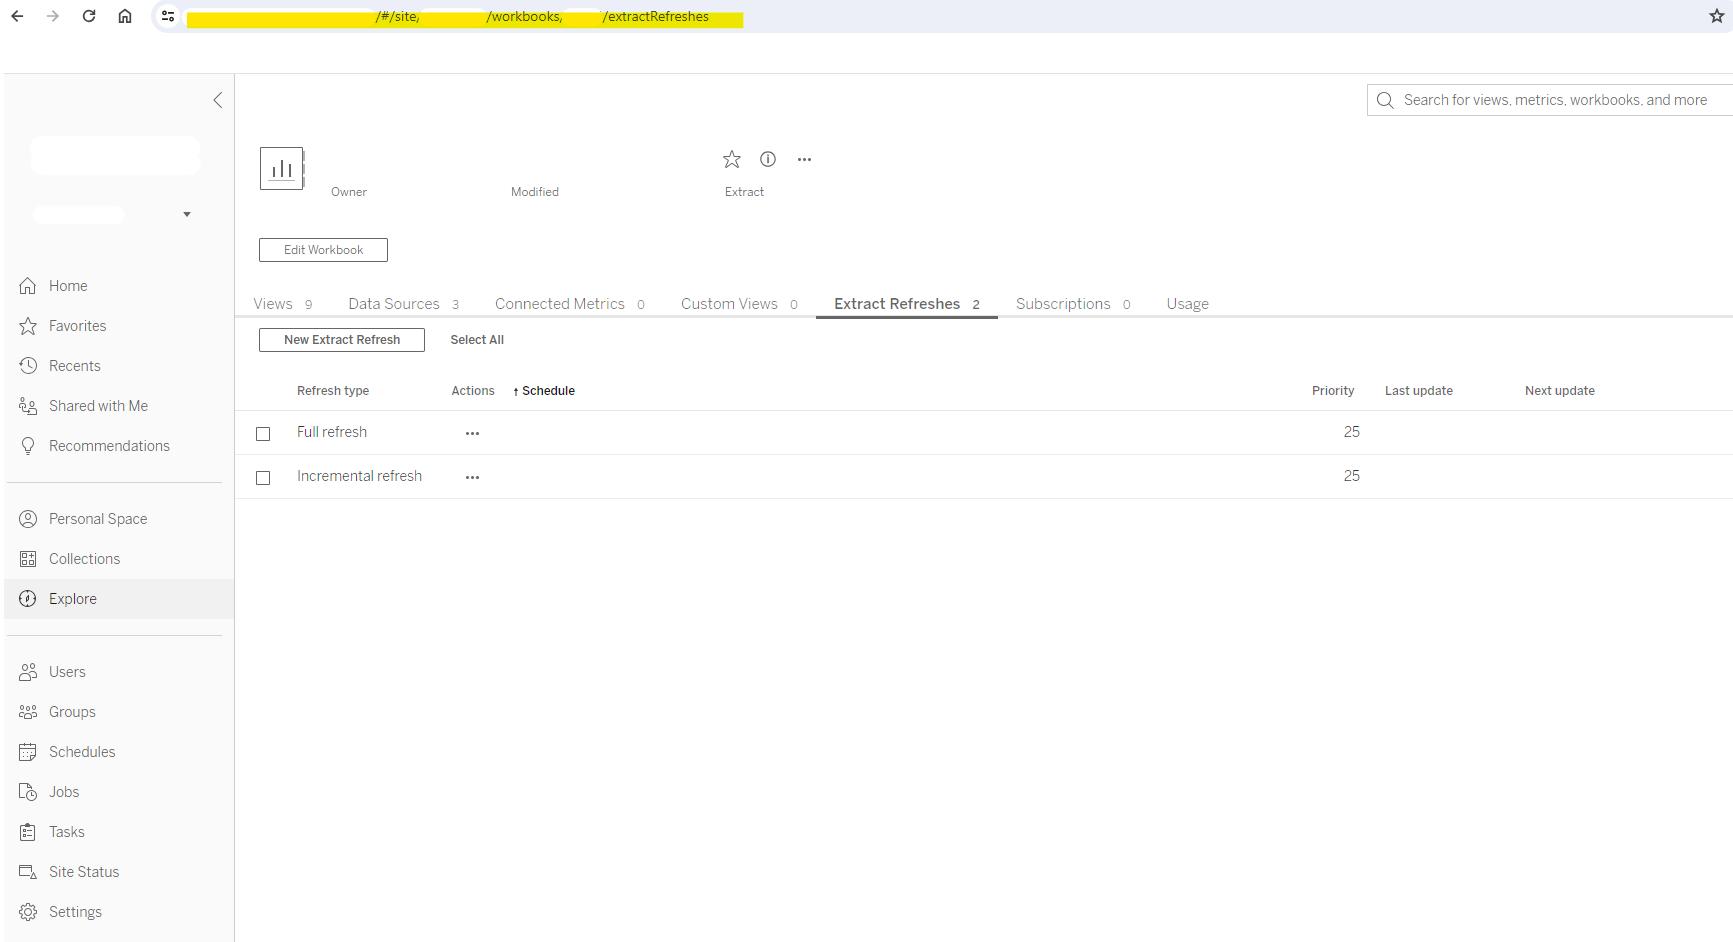 /#/site/ /workbooks/ /extractRefreshes
Search for views, metrics, workbooks, and more
Owner Modified Extract
Edit Workbook
Home
Favorites
Recents
Shared with Me
Recommendations
Personal Space
Collections
Explore
Users
Groups
Schedules
Jobs
Tasks
Site Status
Settings
Views 9 Data Sources 3 Connected Metrics 0 Custom Views 0 Extract Refreshes 2 Subscriptions 0 Usage
New Extract Refresh Select All
Refresh type Actions ↑ Schedule Priority Last update Next update
Full refresh ••• 25
Incremental refresh ••• 25